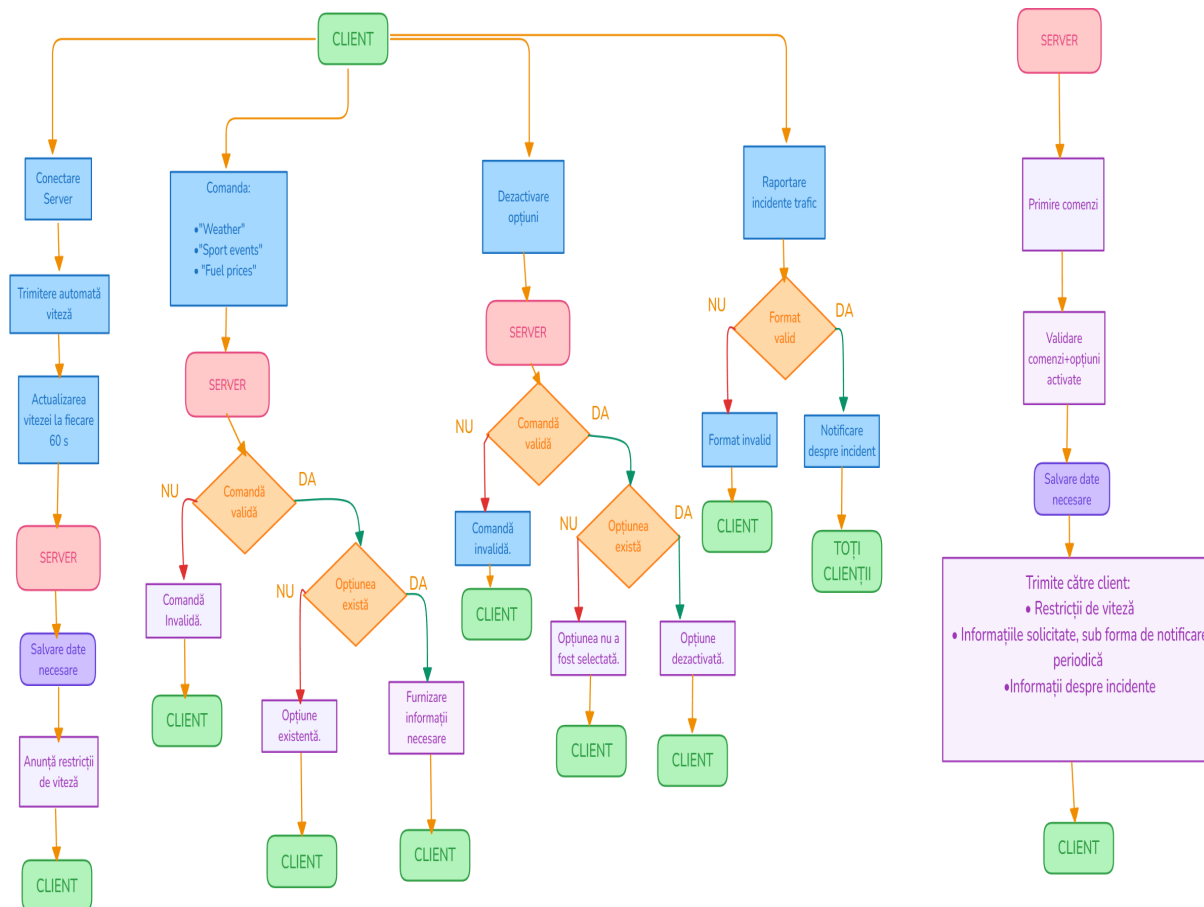 CLIENT
SERVER
Conectare
Server
Trimitere automată
viteză
Actualizarea
vitezei la fiecare
60 s
SERVER
Salvare date
necesare
Anunță restricții
de viteză
CLIENT
Comanda:
•"Weather"
•"Sport events"
• "Fuel prices"
SERVER
Comandă
validă
NU
DA
Comandă
Invalidă.
CLIENT
Opțiunea
există
NU
DA
Opțiune
existentă.
CLIENT
Furnizare
informații
necesare
CLIENT
Dezactivare
opțiuni
SERVER
Comandă
validă
NU
DA
Comandă
invalidă.
CLIENT
Opțiunea
există
NU
DA
Opțiunea nu a
fost selectată.
CLIENT
Opțiune
dezactivată.
CLIENT
Raportare
incidente trafic
Format
valid
NU
DA
Format invalid
CLIENT
Notificare
despre incident
TOȚI
CLIENȚII
Primire comenzi
Validare
comenzi+opțiuni
activate
Salvare date
necesare
Trimite către client:
• Restricții de viteză
• Informațiile solicitate, sub forma de notificare
periodică
•Informații despre incidente
CLIENT